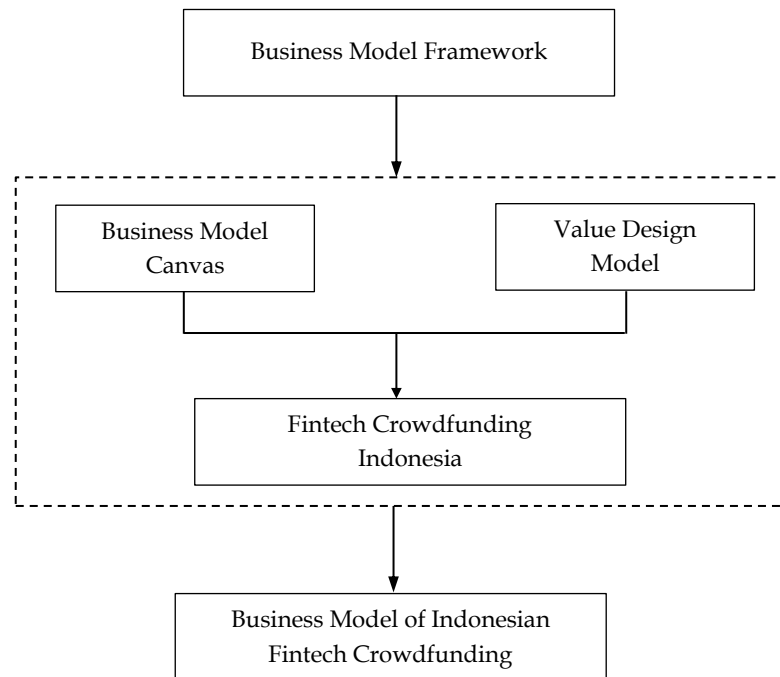 Business Model Framework
Business Model
Canvas
Value Design
Model
Fintech Crowdfunding
Indonesia
Business Model of Indonesian
Fintech Crowdfunding